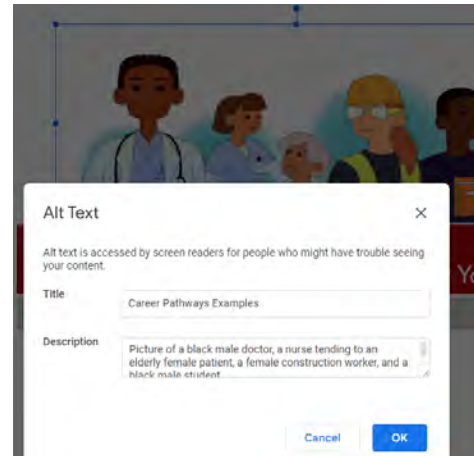 Yo
Alt Text
Alt text is accessed by screen readers for people who might have trouble seeing
your content.
Title
Career Pathways Examples
Description
Picture of a black male doctor, a nurse tending to an
elderly female patient, a female construction worker, and a
black male student
Cancel
OK